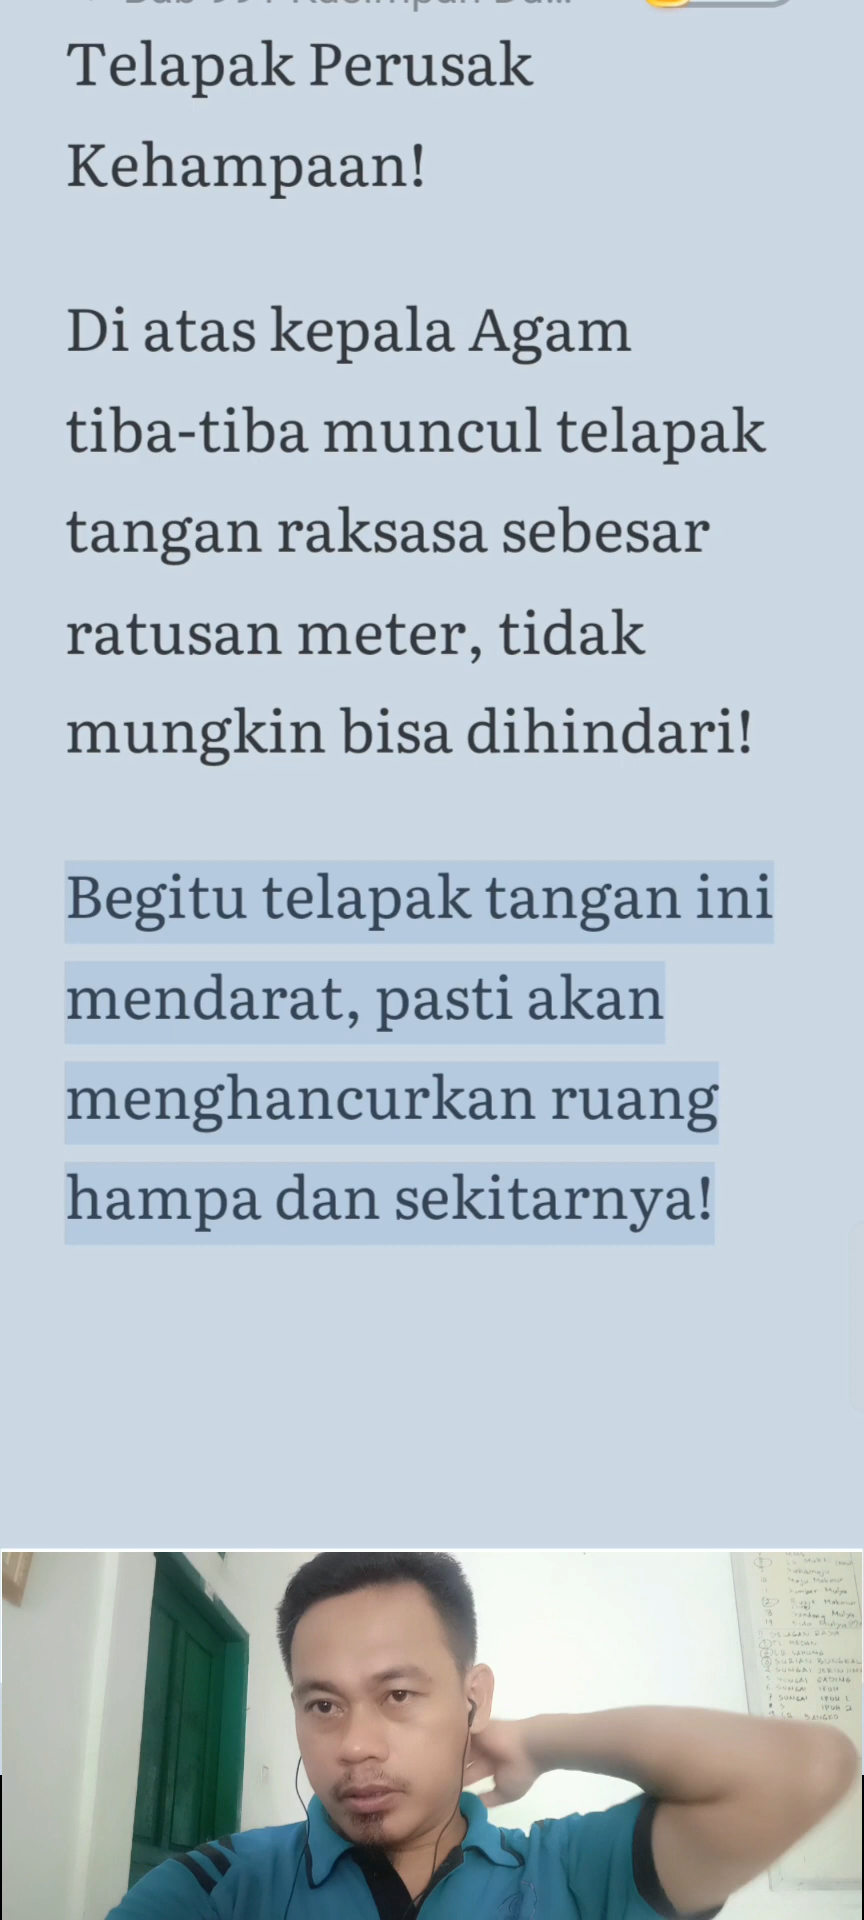 Telapak Perusak
Kehampaan!
Di atas kepala Agam
tiba-tiba muncul telapak
tangan raksasa sebesar
ratusan meter, tidak
mungkin bisa dihindari!
Begitu telapak tangan ini
mendarat, pasti akan
menghancurkan ruang
hampa dan sekitarnya!